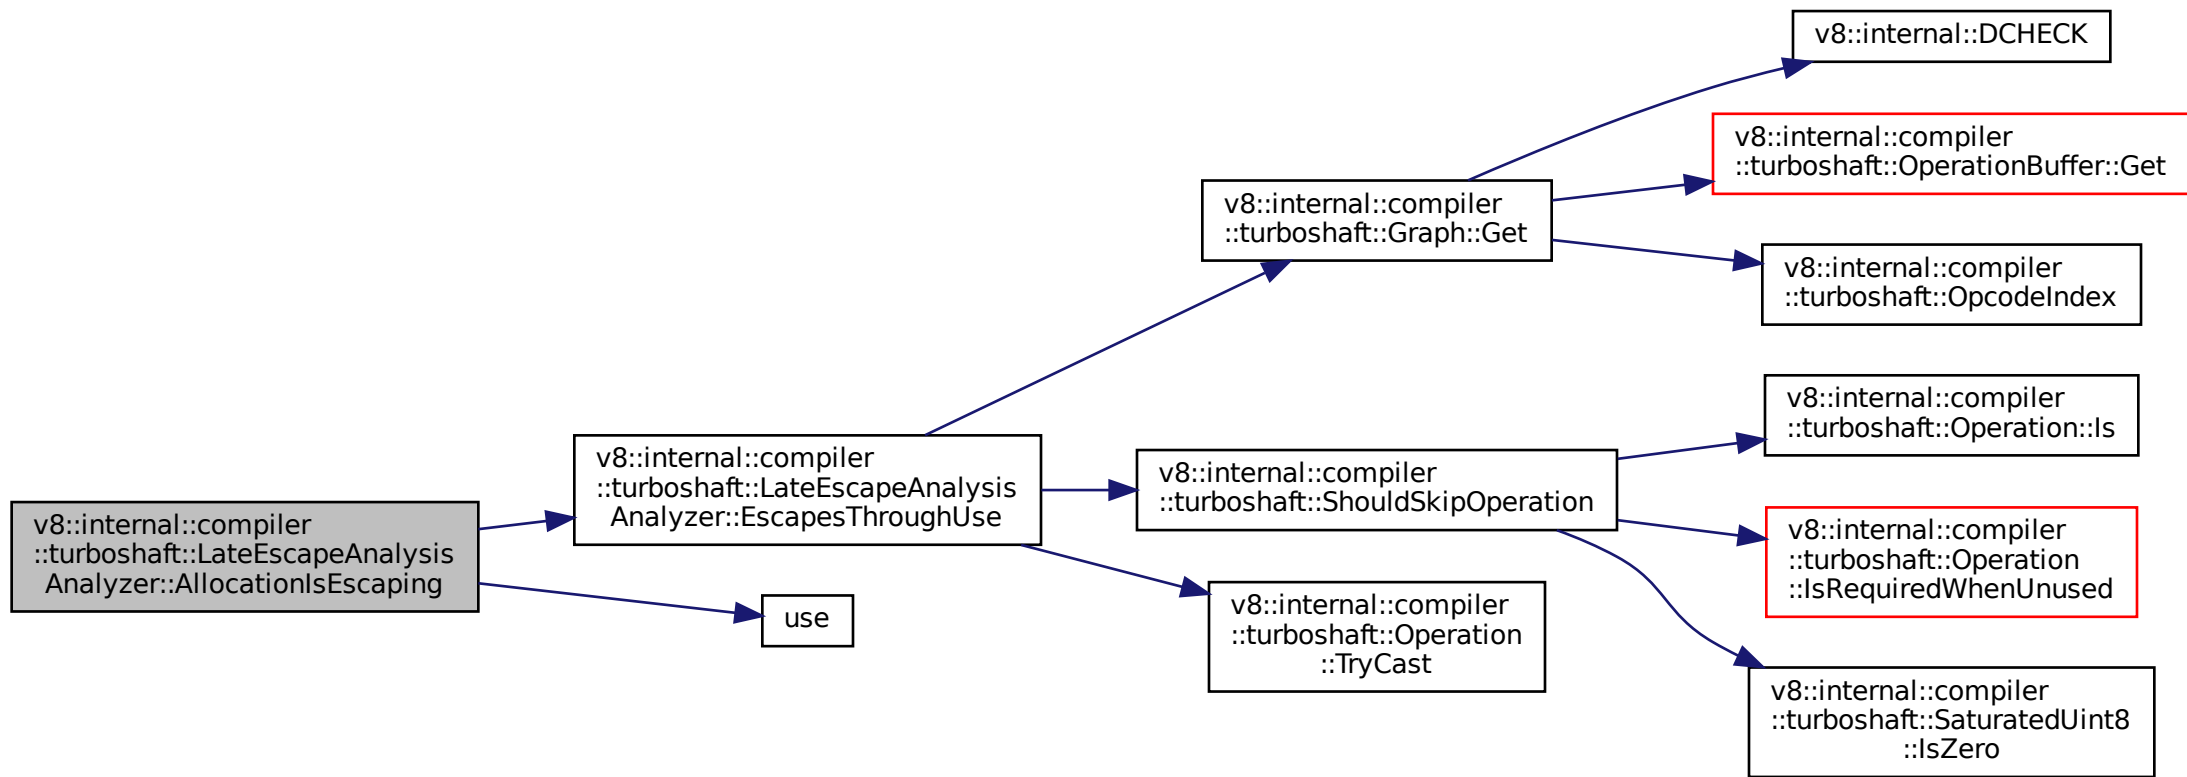 v8::internal::compiler
::turboshaft::LateEscapeAnalysis
Analyzer::AllocationIsEscaping
v8::internal::compiler
::turboshaft::LateEscapeAnalysis
Analyzer::EscapesThroughUse
use
v8::internal::compiler
::turboshaft::Graph::Get
v8::internal::compiler
::turboshaft::ShouldSkipOperation
v8::internal::compiler
::turboshaft::Operation
::TryCast
v8::internal::DCHECK
v8::internal::compiler
::turboshaft::OperationBuffer::Get
v8::internal::compiler
::turboshaft::OpcodeIndex
v8::internal::compiler
::turboshaft::Operation::Is
v8::internal::compiler
::turboshaft::Operation
::IsRequiredWhenUnused
v8::internal::compiler
::turboshaft::SaturatedUint8
::IsZero